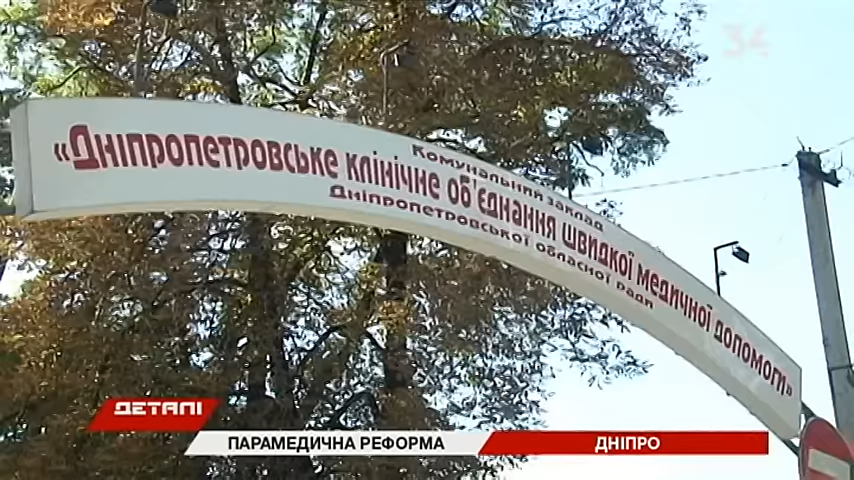 34
Комунальний заклад
«Дніпропетровське клінічне об'єднання швидкої медичної допомоги»
Дніпропетровської обласної ради
ДЕТАЛІ
ПАРАМЕДИЧНА РЕФОРМА
ДНІПРО